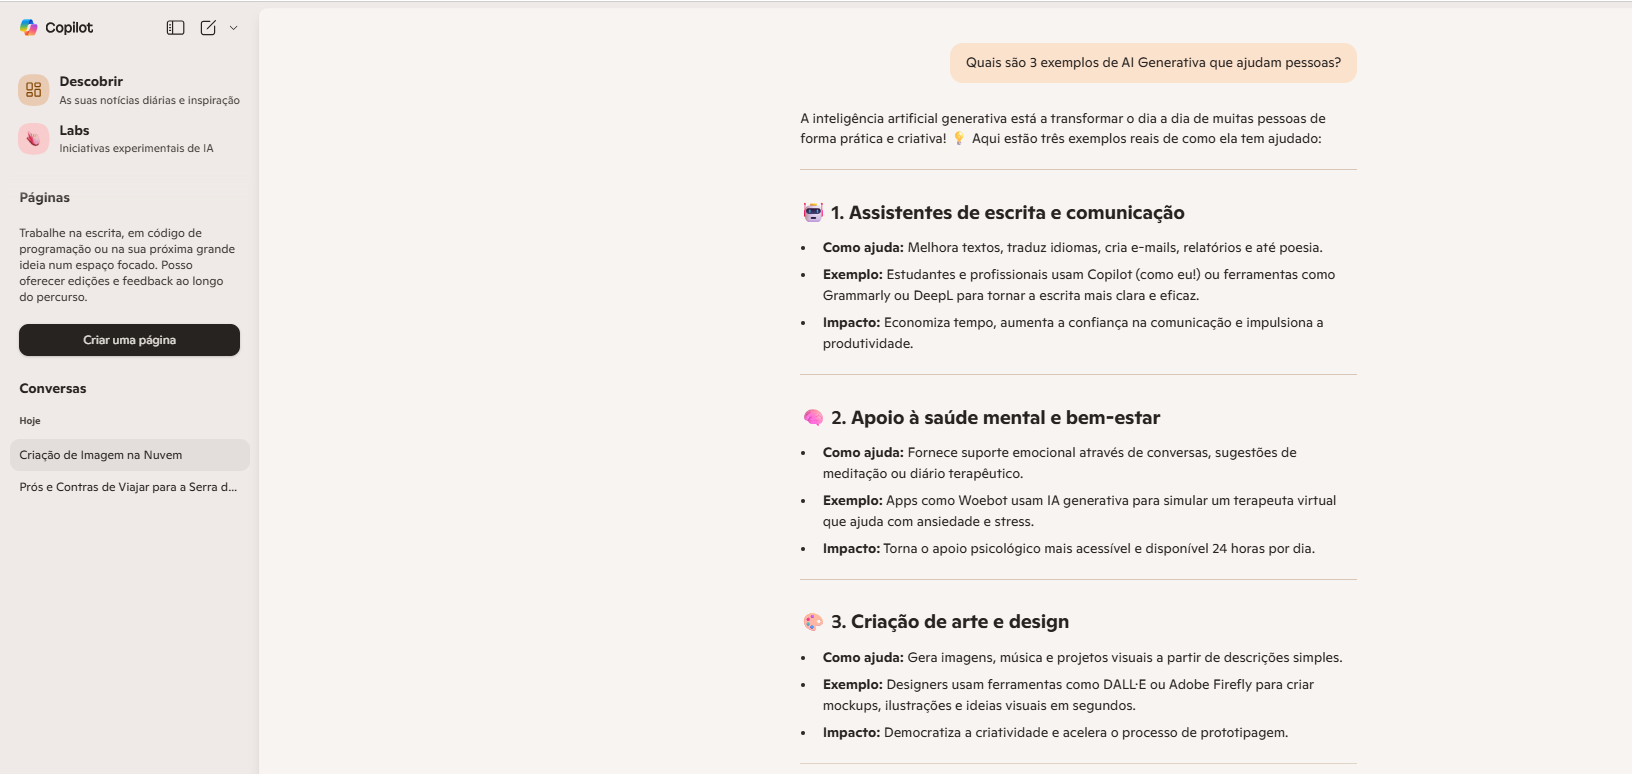 Copilot
Descobrir
As suas notícias diárias e inspiração
Labs
Iniciativas experimentais de IA
Páginas
Trabalhe na escrita, em código de
programação ou na sua próxima grande
ideia num espaço focado. Posso
oferecer edições e feedback ao longo
do percurso.
Criar uma página
Conversas
Hoje
Criação de Imagem na Nuvem
Prós e Contras de Viajar para a Serra d...
Quais são 3 exemplos de AI Generativa que ajudam pessoas?
A inteligência artificial generativa está a transformar o dia a dia de muitas pessoas de
forma prática e criativa! 💡 Aqui estão três exemplos reais de como ela tem ajudado:
🤖 1. Assistentes de escrita e comunicação
• Como ajuda: Melhora textos, traduz idiomas, cria e-mails, relatórios e até poesia.
• Exemplo: Estudantes e profissionais usam Copilot (como eu!) ou ferramentas como
Grammarly ou DeepL para tornar a escrita mais clara e eficaz.
• Impacto: Economiza tempo, aumenta a confiança na comunicação e impulsiona a
produtividade.
🧠 2. Apoio à saúde mental e bem-estar
• Como ajuda: Fornece suporte emocional através de conversas, sugestões de
meditação ou diário terapêutico.
• Exemplo: Apps como Woebot usam IA generativa para simular um terapeuta virtual
que ajuda com ansiedade e stress.
• Impacto: Torna o apoio psicológico mais acessível e disponível 24 horas por dia.
🎨 3. Criação de arte e design
• Como ajuda: Gera imagens, música e projetos visuais a partir de descrições simples.
• Exemplo: Designers usam ferramentas como DALL·E ou Adobe Firefly para criar
mockups, ilustrações e ideias visuais em segundos.
• Impacto: Democratiza a criatividade e acelera o processo de prototipagem.